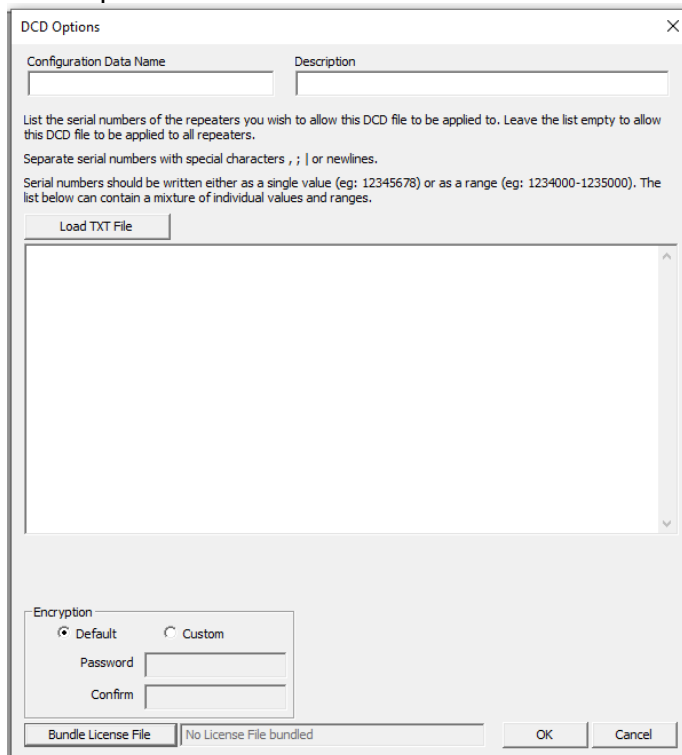 DCD Options
Configuration Data Name
Description
List the serial numbers of the repeaters you wish to allow this DCD file to be applied to. Leave the list empty to allow
this DCD file to be applied to all repeaters.
Separate serial numbers with special characters , ; | or newlines.
Serial numbers should be written either as a single value (eg: 12345678) or as a range (eg: 1234000-1235000). The
list below can contain a mixture of individual values and ranges.
Load TXT File
Encryption
Default Custom
Password
Confirm
Bundle License File No License File bundled OK Cancel